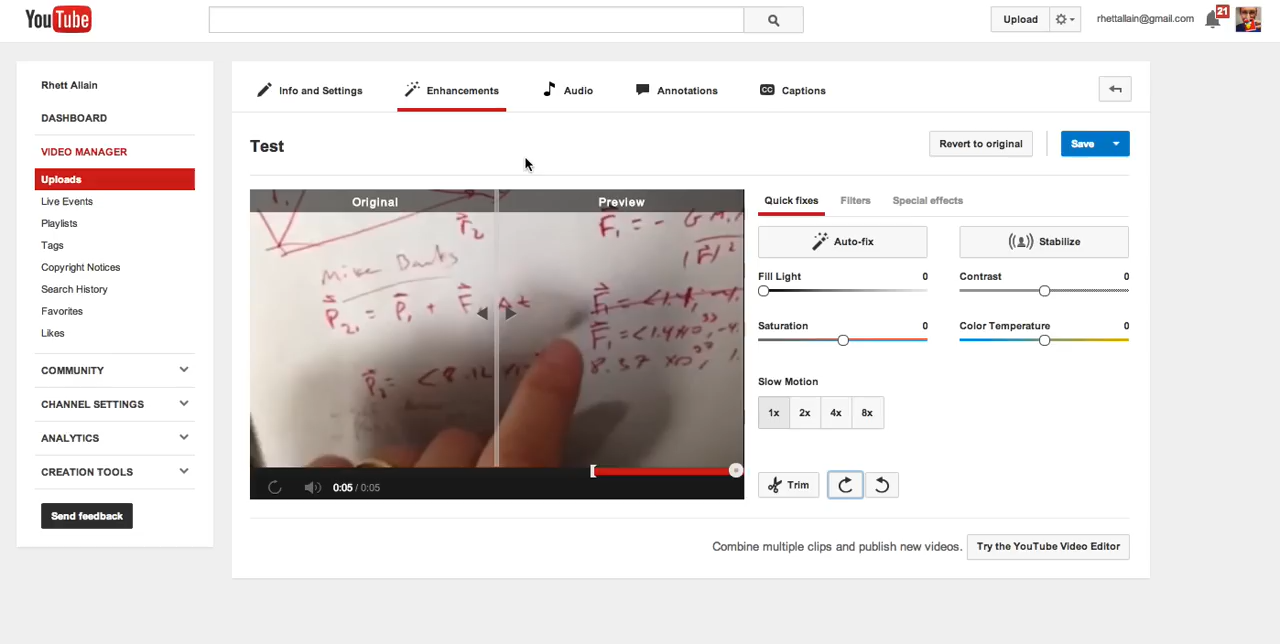 YouTube
Upload
rhettallain@gmail.com
21
Rhett Allain
DASHBOARD
VIDEO MANAGER
Uploads
Live Events
Playlists
Tags
Copyright Notices
Search History
Favorites
Likes
COMMUNITY
CHANNEL SETTINGS
ANALYTICS
CREATION TOOLS
Send feedback
Info and Settings
Enhancements
Audio
CC Captions
Annotations
Test
Revert to original
Save
Original
Preview
Mike Banks
0:05 / 0:05
Quick fixes
Filters
Special effects
Auto-fix
Stabilize
Fill Light 0
Contrast 0
Saturation 0
Color Temperature 0
Slow Motion
1x 2x 4x 8x
Trim
Combine multiple clips and publish new videos.
Try the YouTube Video Editor